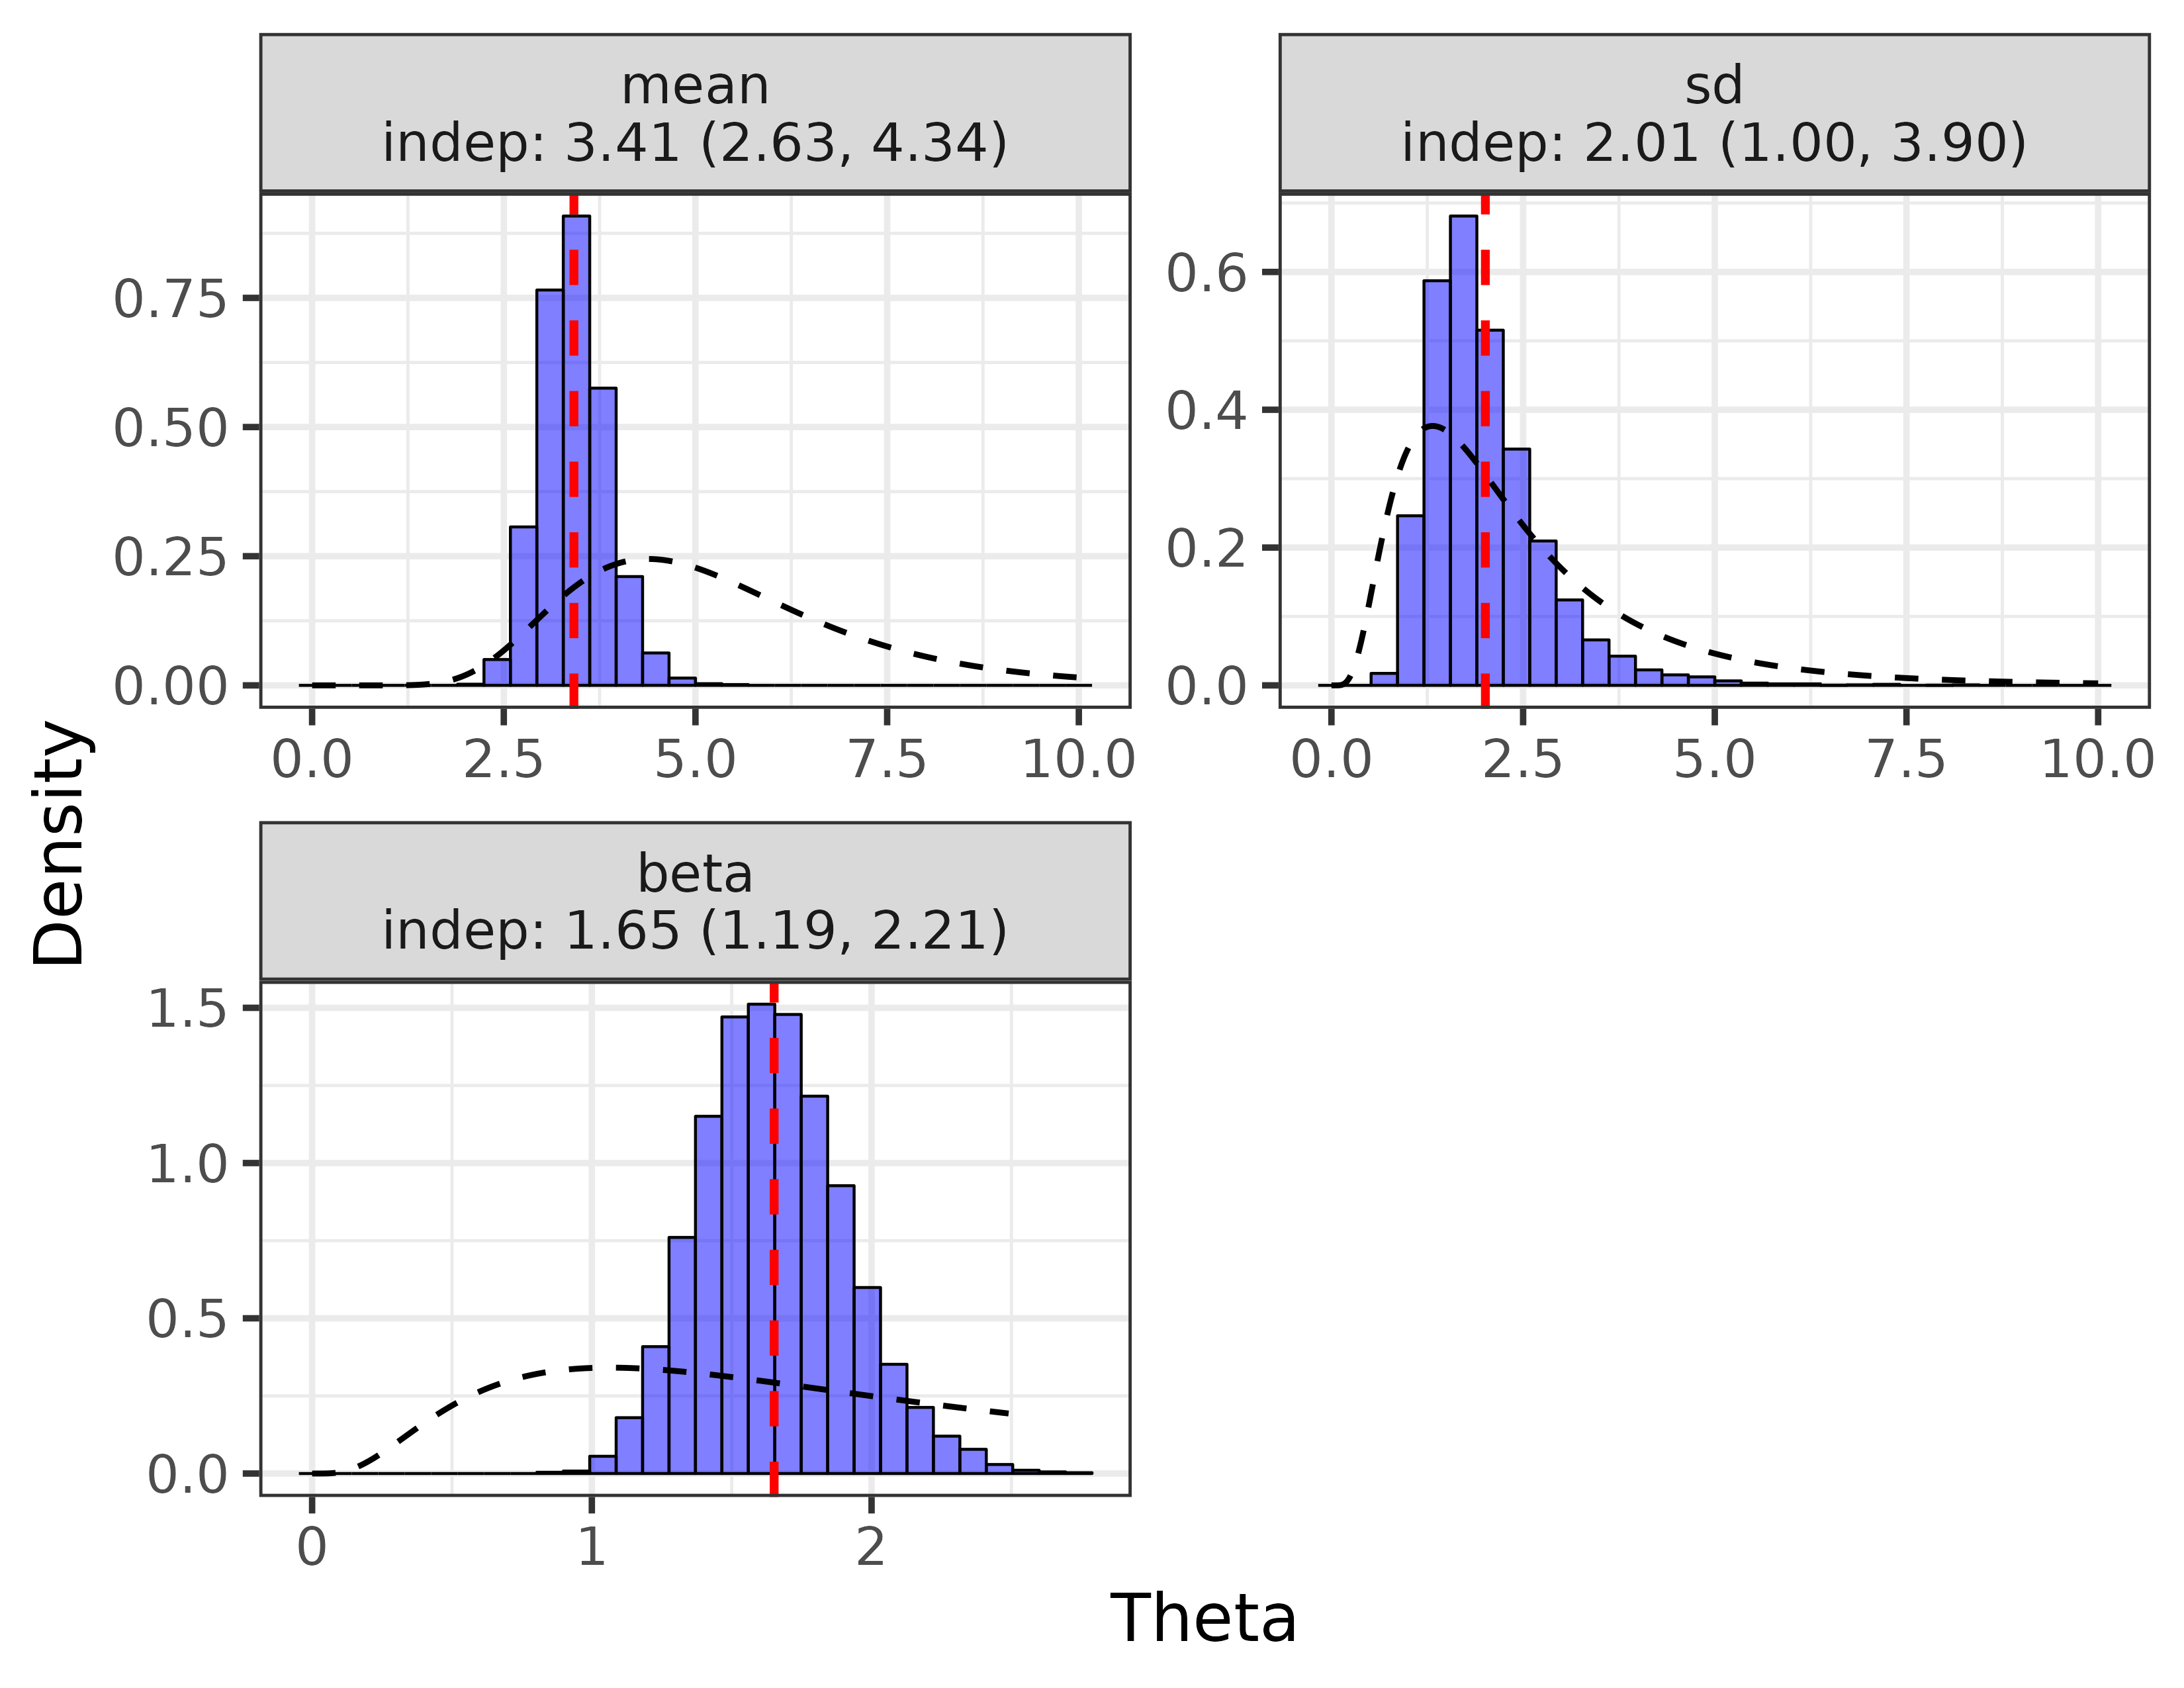 mean
indep: 3.41 (2.63, 4.34)
0.75
0.50
0.25
0.00
0.0 2.5 5.0 7.5 10.0
sd
indep: 2.01 (1.00, 3.90)
0.6
0.4
0.2
0.0
0.0 2.5 5.0 7.5 10.0
beta
indep: 1.65 (1.19, 2.21)
1.5
1.0
0.5
0.0
0 1 2
Density
Theta